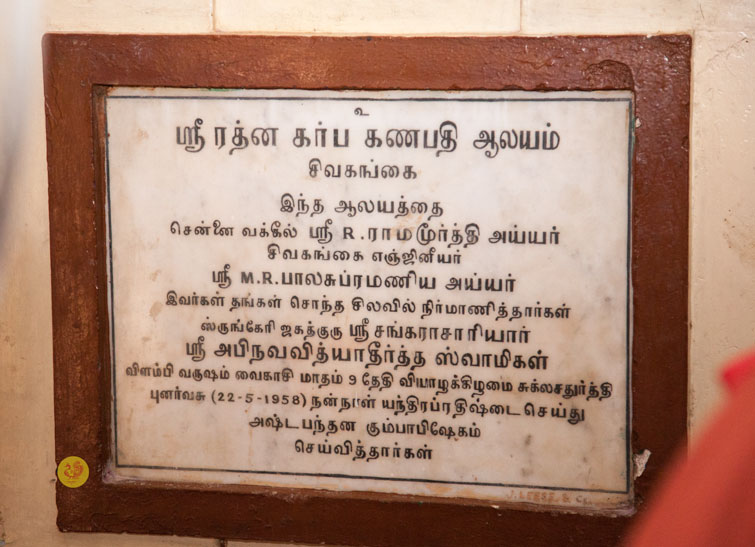 உ
ஸ்ரீ ரத்ன கர்ப கணபதி ஆலயம்
சிவகங்கை
இந்த ஆலயத்தை
சென்னை வக்கீல் ஸ்ரீ R.ராமமூர்த்தி அய்யர்
சிவகங்கை எஞ்ஜினீயர்
ஸ்ரீ M.R.பாலசுப்ரமணிய அய்யர்
இவர்கள் தங்கள் சொந்த சிலவில் நிர்மாணித்தார்கள்
ஸ்ருங்கேரி ஜகத்குரு ஸ்ரீ சங்கராசாரியார்
ஸ்ரீ அபிநவவித்யாதீர்த்த ஸ்வாமிகள்
விளம்பி வருஷம் வைகாசி மாதம் 9 தேதி வியாழக்கிழமை சுக்லசதுர்த்தி
புனர்வசு (22-5-1958) நன்நாள் யந்திரப்ரதிஷ்டை செய்து
அஷ்டபந்தன கும்பாபிஷேகம்
செய்வித்தார்கள்